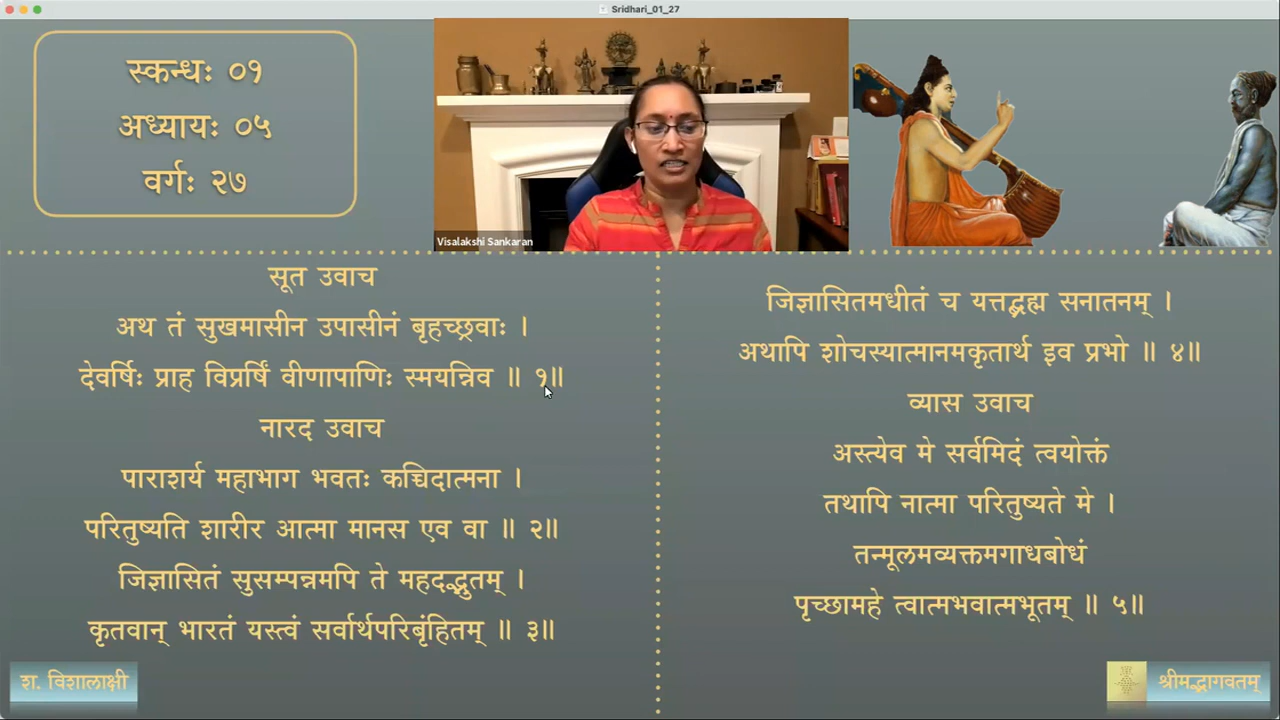 Sridhari_01_27
स्कन्धः ०१
अध्यायः ०५
वर्गः २७
Visalakshi Sankaran
सूत उवाच
अथ तं सुखमासीन उपासीनं बृहच्छ्रवाः ।
देवर्षिः प्राह विप्रर्षिं वीणापाणिः स्मयन्निव ॥ १॥
नारद उवाच
पाराशर्य महाभाग भवतः कच्चिदात्मना ।
परितुष्यति शारीर आत्मा मानस एव वा ॥ २॥
जिज्ञासितं सुसम्पन्नमपि ते महदद्भुतम् ।
कृतवान् भारतं यस्त्वं सर्वार्थपरिबृंहितम् ॥ ३॥
जिज्ञासितमधीतं च यत्तद्ब्रह्म सनातनम् ।
अथापि शोचस्यात्मानमकृतार्थ इव प्रभो ॥ ४॥
व्यास उवाच
अस्त्येव मे सर्वमिदं त्वयोक्तं
तथापि नात्मा परितुष्यते मे ।
तन्मूलमव्यक्तमगाधबोधं
पृच्छामहे त्वात्मभवात्मभूतम् ॥ ५॥
श. विशालाक्षी
श्रीमद्भागवतम्